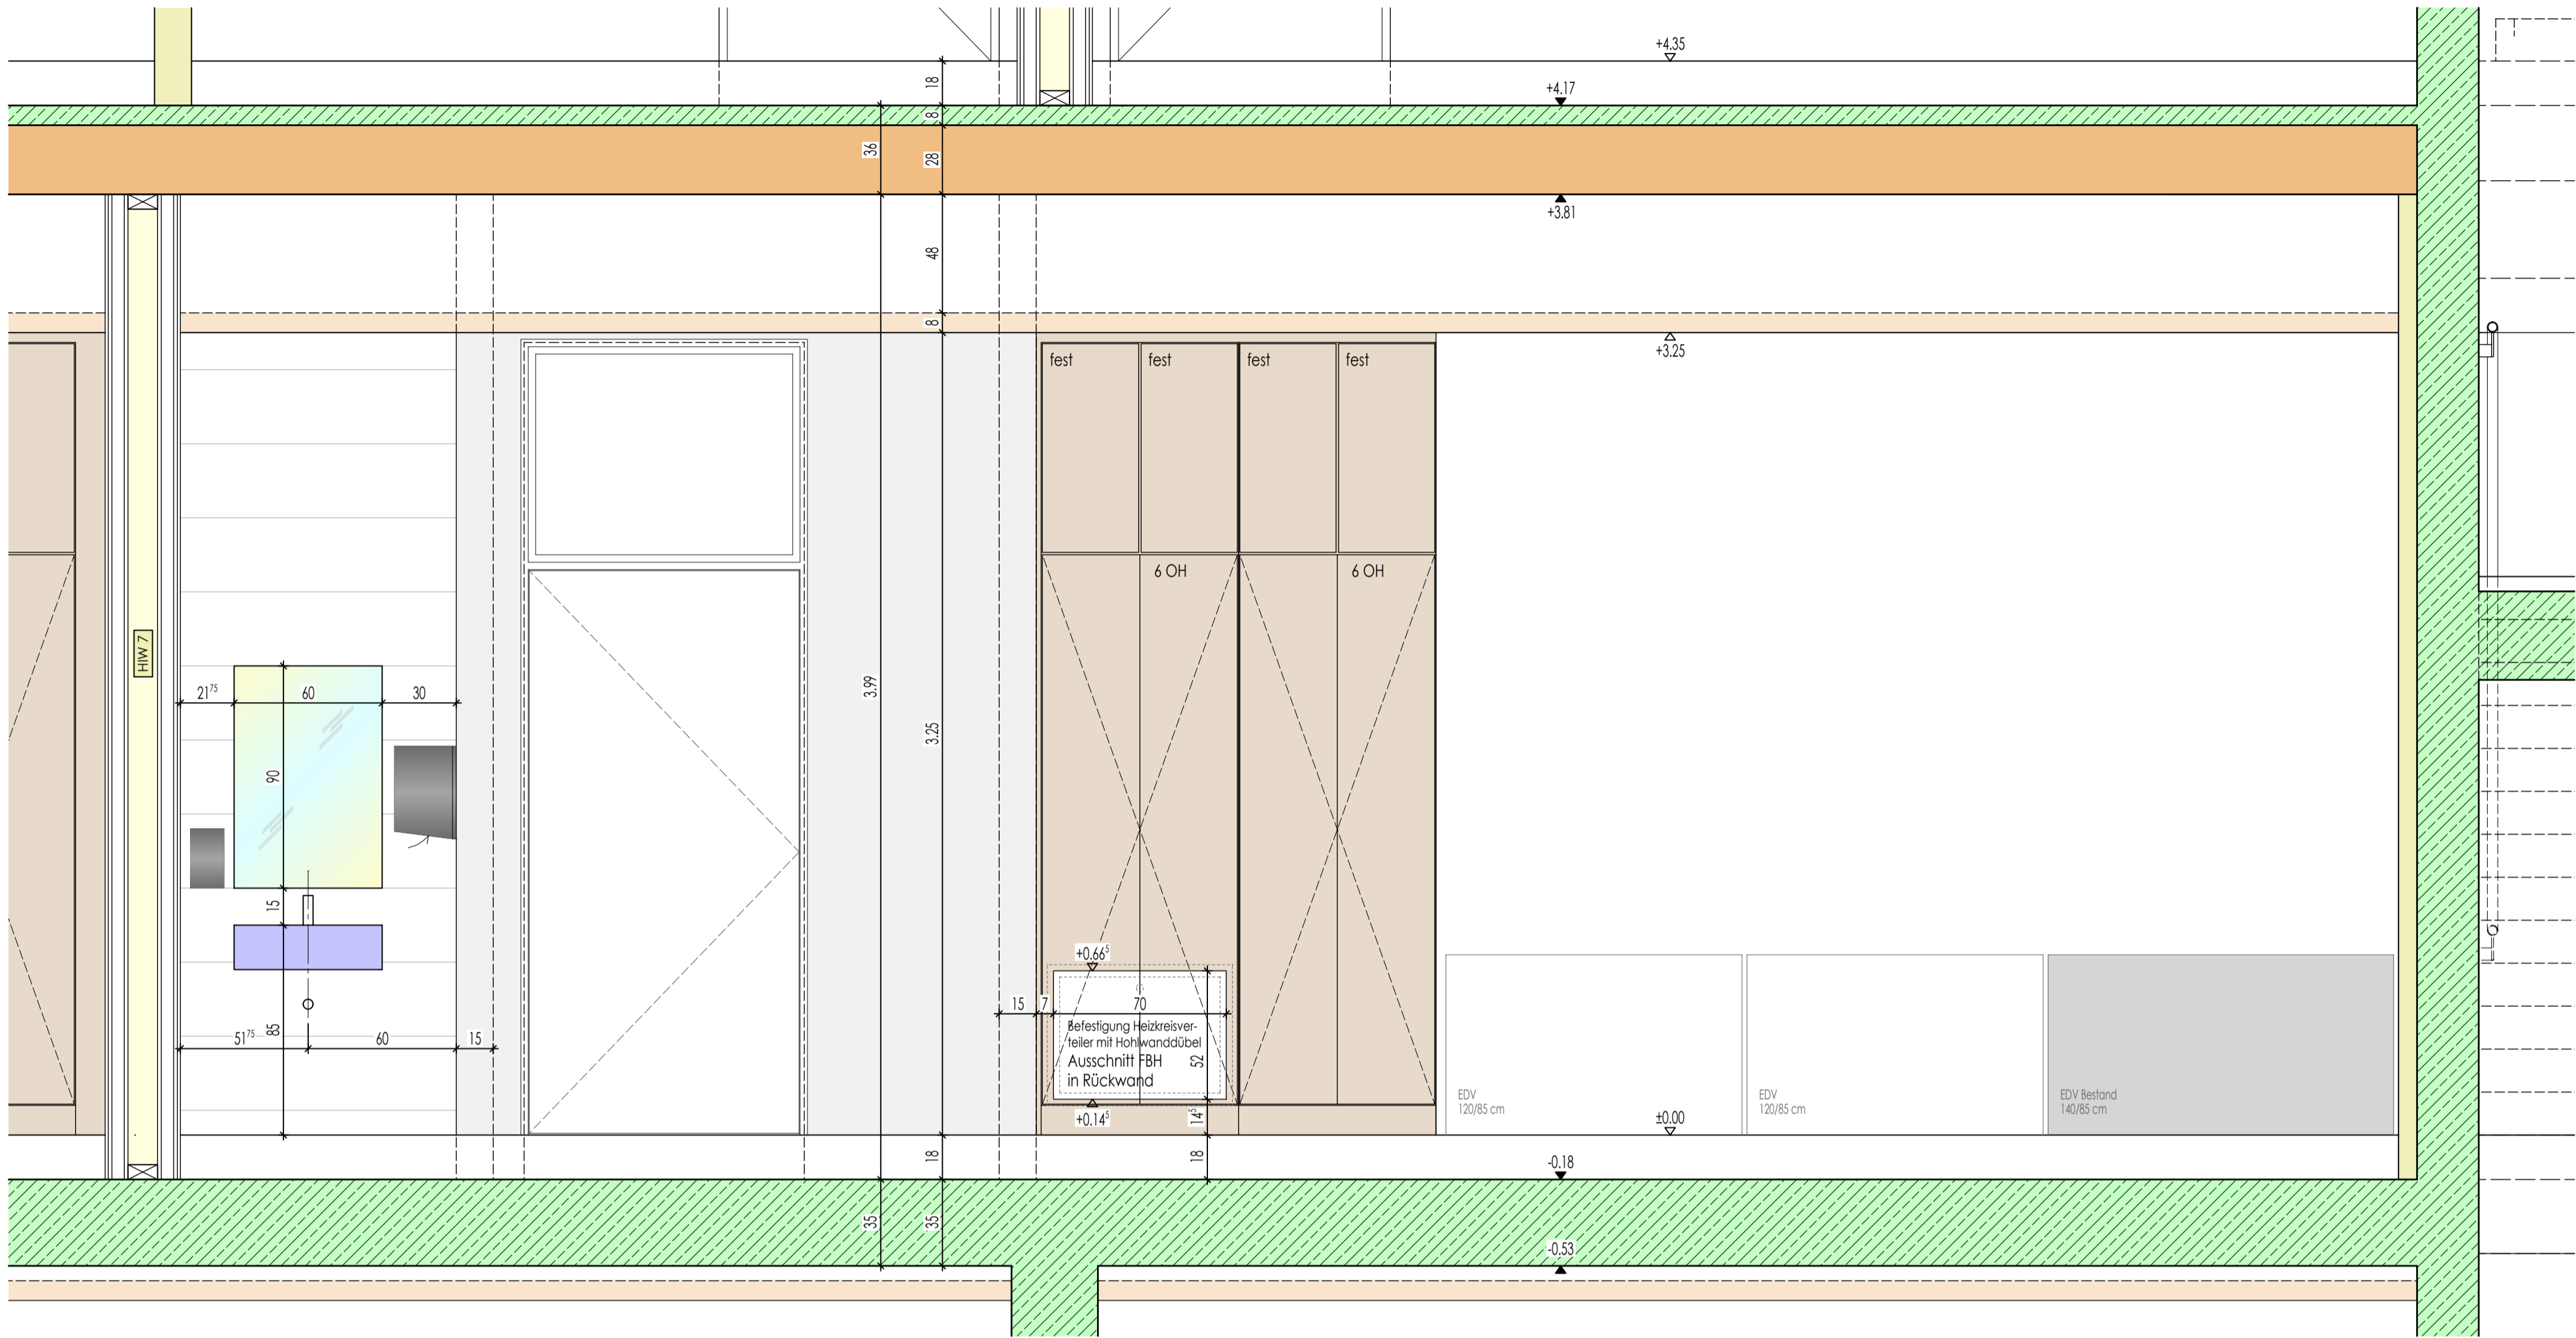 +4.35
18
+4.17
8
36
28
+3.81
48
8
+3.25
fest
fest
fest
fest
6 OH
6 OH
HIW 7
21⁷⁵
60
30
3.99
3.25
90
15
+0.66⁵
15
7
70
Befestigung Heizkreisver-
teiler mit Hohlwanddübel
Ausschnitt FBH
in Rückwand
52
85
51⁷⁵
60
15
EDV
120/85 cm
EDV
120/85 cm
EDV Bestand
140/85 cm
+0.14⁵
14⁵
±0.00
18
18
-0.18
35
35
-0.53